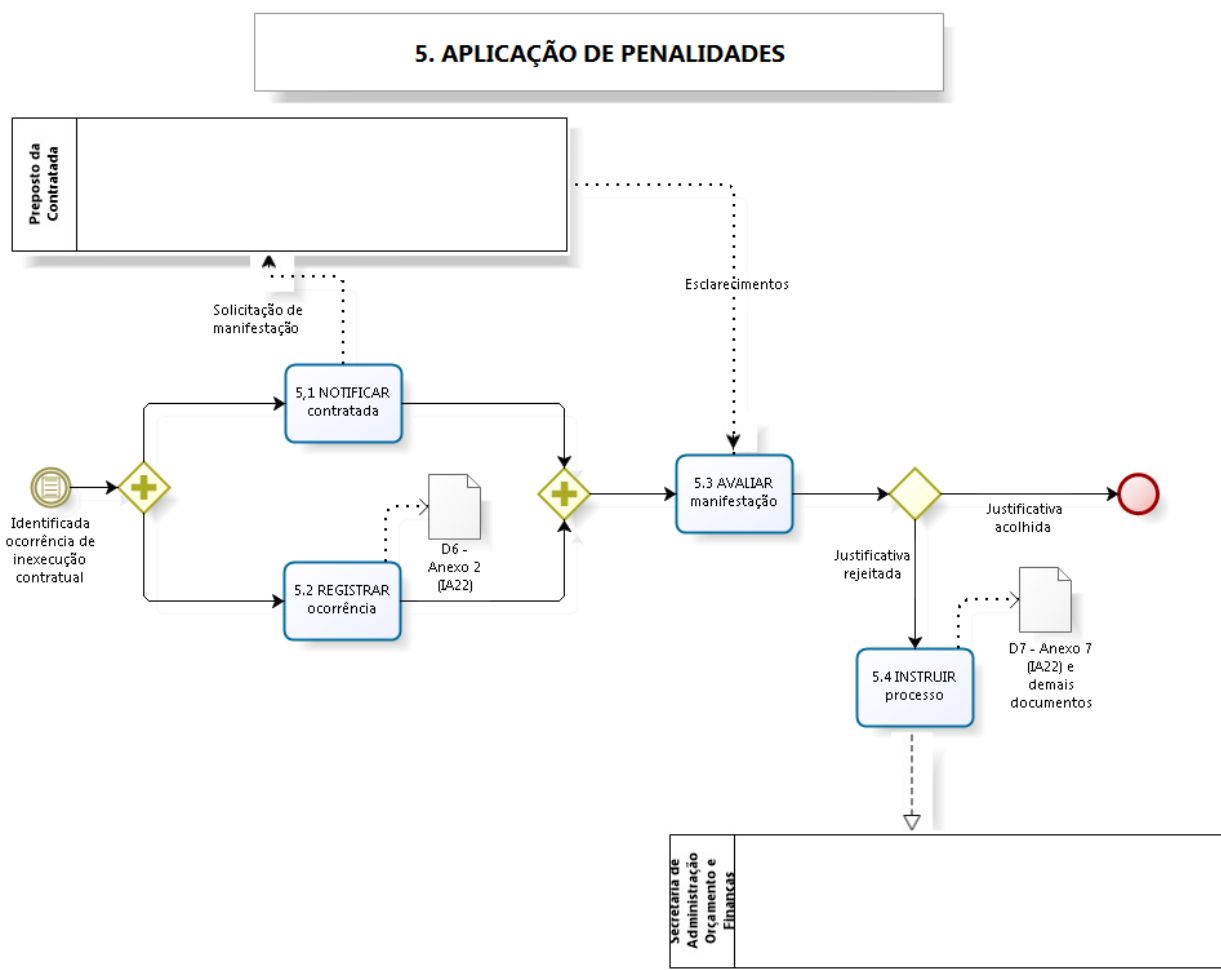 5. APLICAÇÃO DE PENALIDADES
Preposto da
Contratada
Solicitação de
manifestação
Esclarecimentos
5,1 NOTIFICAR
contratada
Identificada
ocorrência de
inexecução
contratual
D6 -
Anexo 2
(IA22)
5.2 REGISTRAR
ocorrência
5.3 AVALIAR
manifestação
Justificativa
acolhida
Justificativa
rejeitada
5.4 INSTRUIR
processo
D7 - Anexo 7
(IA22) e
demais
documentos
Secretaria de
Administração
Orçamento e
Finanças